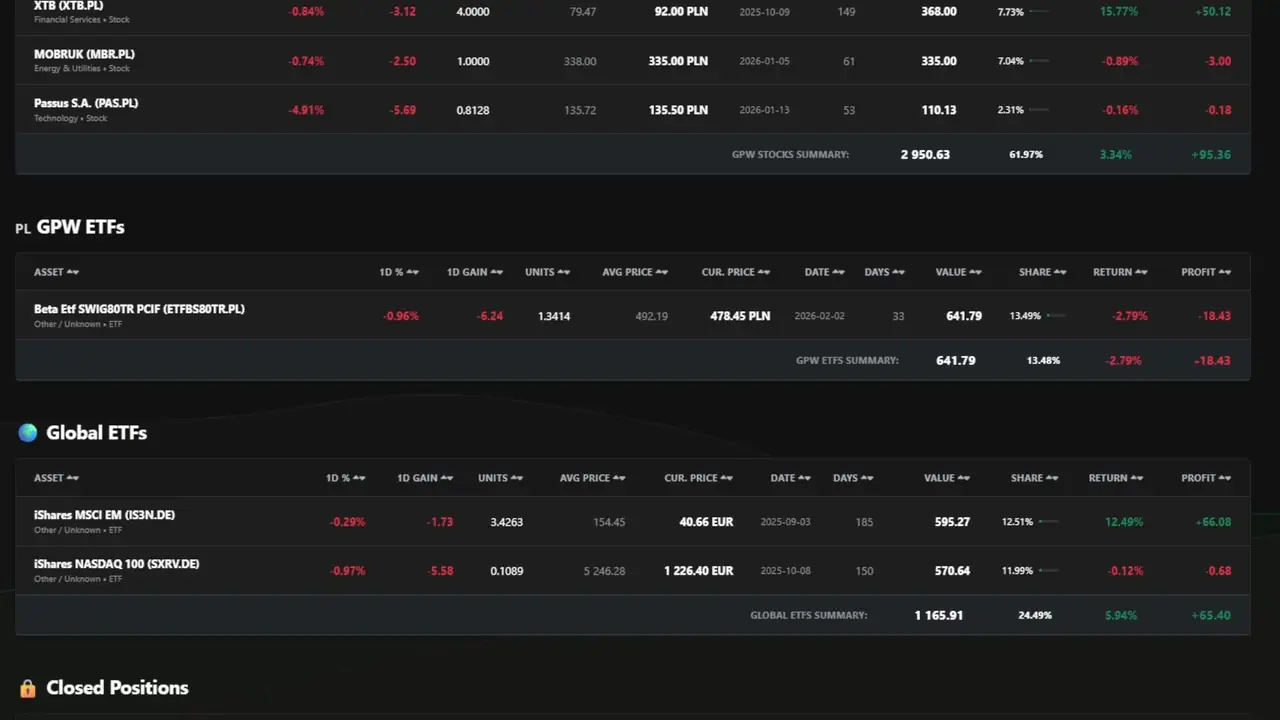 XTB (XTB.PL) -0.84% -3.12 4.0000 79.47 92.00 PLN 2025-10-09 149 368.00 7.73% 15.77% +50.12
Financial Services • Stock
MOBRUK (MBR.PL) -0.74% -2.50 1.0000 338.00 335.00 PLN 2026-01-05 61 335.00 7.04% -0.89% -3.00
Energy & Utilities • Stock
Passus S.A. (PAS.PL) -4.91% -5.69 0.8128 135.72 135.50 PLN 2026-01-13 53 110.13 2.31% -0.16% -0.18
Technology • Stock
GPW STOCKS SUMMARY: 2 950.63 61.97% 3.34% +95.36
PL GPW ETFs
ASSET 1D % 1D GAIN UNITS AVG PRICE CUR. PRICE DATE DAYS VALUE SHARE RETURN PROFIT
Beta Etf SWIG80TR PCIF (ETFBS80TR.PL) -0.96% -6.24 1.3414 492.19 478.45 PLN 2026-02-02 33 641.79 13.49% -2.79% -18.43
Other / Unknown • ETF
GPW ETFS SUMMARY: 641.79 13.48% -2.79% -18.43
Global ETFs
ASSET 1D % 1D GAIN UNITS AVG PRICE CUR. PRICE DATE DAYS VALUE SHARE RETURN PROFIT
iShares MSCI EM (IS3N.DE) -0.29% -1.73 3.4263 154.45 40.66 EUR 2025-09-03 185 595.27 12.51% 12.49% +66.08
Other / Unknown • ETF
iShares NASDAQ 100 (SXRV.DE) -0.97% -5.58 0.1089 5 246.28 1 226.40 EUR 2025-10-08 150 570.64 11.99% -0.12% -0.68
Other / Unknown • ETF
GLOBAL ETFS SUMMARY: 1 165.91 24.49% 5.94% +65.40
Closed Positions